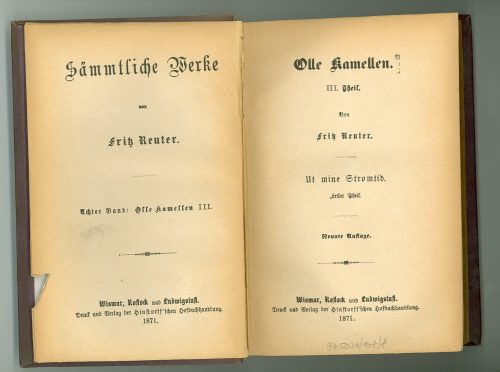 Sämmtliche Werke
von
Fritz Reuter.
Achter Band: Olle Kamellen III.
Wismar, Rostock und Ludwigslust.
Druck und Verlag der Hinstorff'schen Hofbuchhandlung.
1871.
Olle Kamellen.
III. Theil.
Von
Fritz Reuter.
Ut mine Stromtid.
Erster Theil.
Neunte Auflage.
Wismar, Rostock und Ludwigslust.
Druck und Verlag der Hinstorff'schen Hofbuchhandlung.
1871.